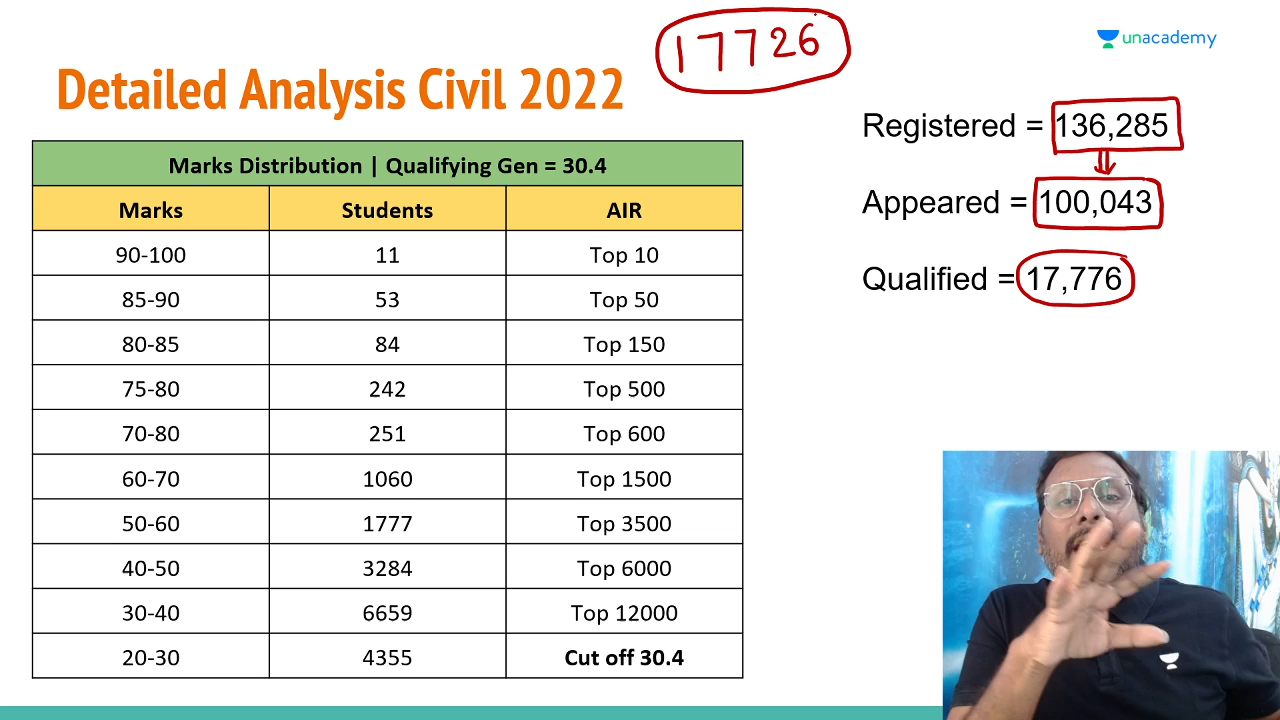 17726
unacademy
Detailed Analysis Civil 2022
Registered = 136,285
Appeared = 100,043
Qualified = 17,776
Marks Distribution | Qualifying Gen = 30.4
Marks Students AIR
90-100 11 Top 10
85-90 53 Top 50
80-85 84 Top 150
75-80 242 Top 500
70-80 251 Top 600
60-70 1060 Top 1500
50-60 1777 Top 3500
40-50 3284 Top 6000
30-40 6659 Top 12000
20-30 4355 Cut off 30.4